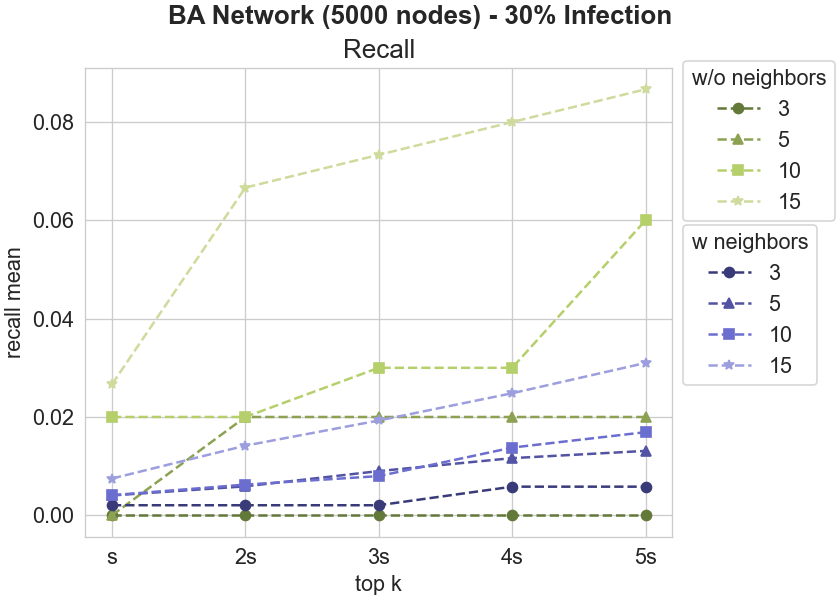 BA Network (5000 nodes) - 30% Infection
Recall
recall mean
0.08
0.06
0.04
0.02
0.00
s 2s 3s 4s 5s
top k
w/o neighbors
3
5
10
15
w neighbors
3
5
10
15